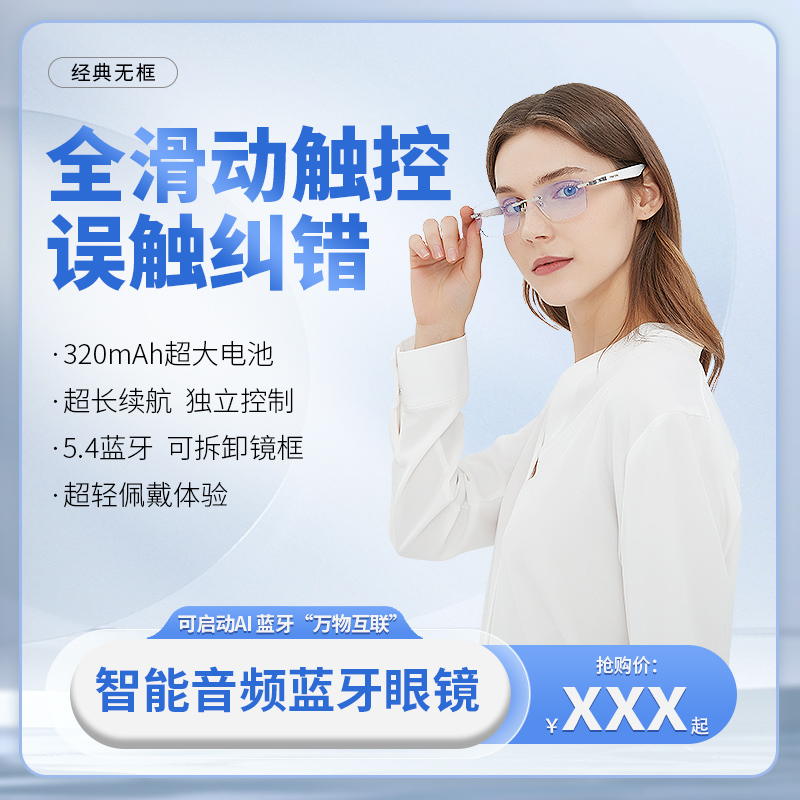 经典无框
全滑动触控
误触纠错
·320mAh超大电池
·超长续航 独立控制
·5.4蓝牙 可拆卸镜框
·超轻佩戴体验
可启动AI 蓝牙“万物互联”
智能音频蓝牙眼镜
抢购价：
￥XXX起